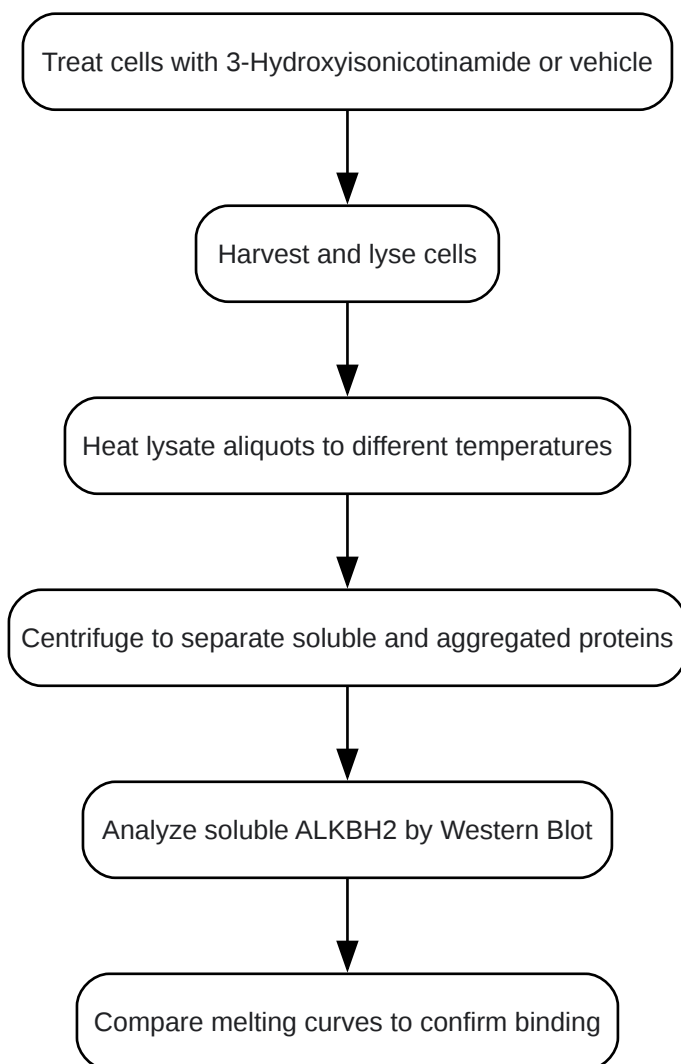 Treat cells with 3-Hydroxyisonicotinamide or vehicle
Harvest and lyse cells
Heat lysate aliquots to different temperatures
Centrifuge to separate soluble and aggregated proteins
Analyze soluble ALKBH2 by Western Blot
Compare melting curves to confirm binding